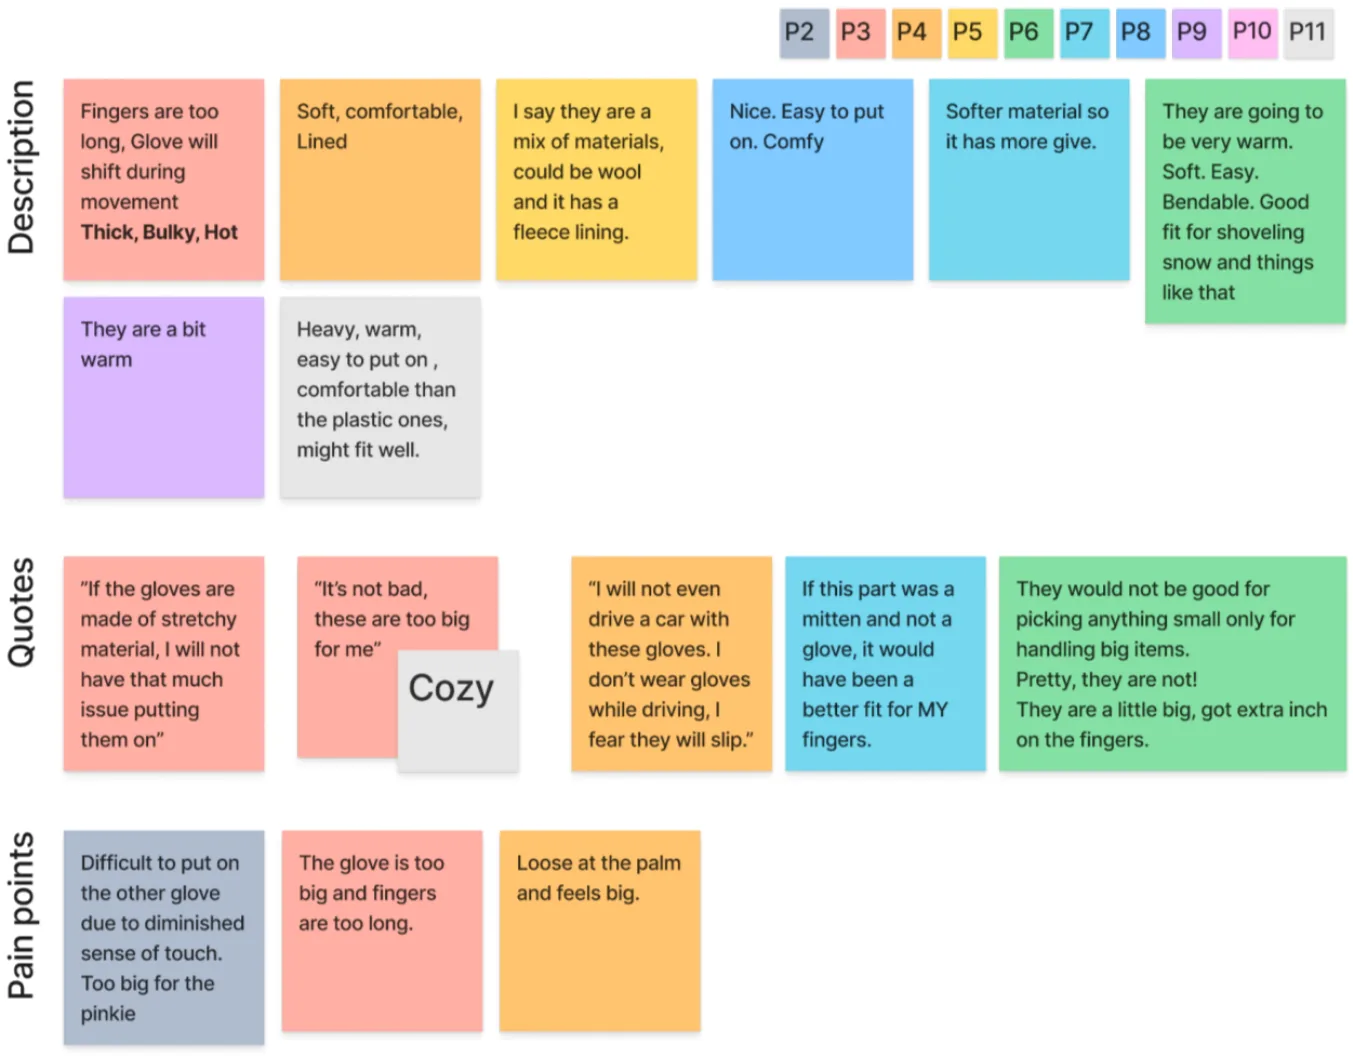 P2 P3 P4 P5 P6 P7 P8 P9 P10 P11
Description
Fingers are too
long, Glove will
shift during
movement
Thick, Bulky, Hot
Soft, comfortable,
Lined
I say they are a
mix of materials,
could be wool
and it has a
fleece lining.
Nice. Easy to put
on. Comfy
Softer material so
it has more give.
They are going to
be very warm.
Soft. Easy.
Bendable. Good
fit for shoveling
snow and things
like that
They are a bit
warm
Heavy, warm,
easy to put on ,
comfortable than
the plastic ones,
might fit well.
Quotes
”If the gloves are
made of stretchy
material, I will not
have that much
issue putting
them on”
“It’s not bad,
these are too big
for me”
Cozy
“I will not even
drive a car with
these gloves. I
don’t wear gloves
while driving, I
fear they will slip.”
If this part was a
mitten and not a
glove, it would
have been a
better fit for MY
fingers.
They would not be good for
picking anything small only for
handling big items.
Pretty, they are not!
They are a little big, got extra inch
on the fingers.
Pain points
Difficult to put on
the other glove
due to diminished
sense of touch.
Too big for the
pinkie
The glove is too
big and fingers
are too long.
Loose at the palm
and feels big.